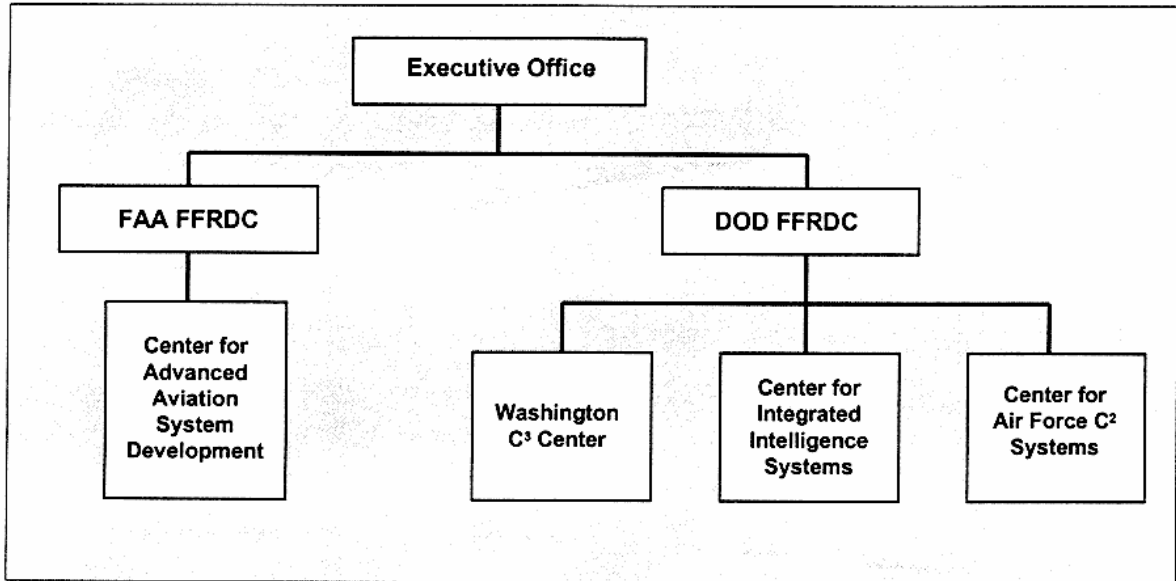 Executive Office
FAA FFRDC
DOD FFRDC
Center for
Advanced
Aviation
System
Development
Washington
C³ Center
Center for
Integrated
Intelligence
Systems
Center for
Air Force C²
Systems